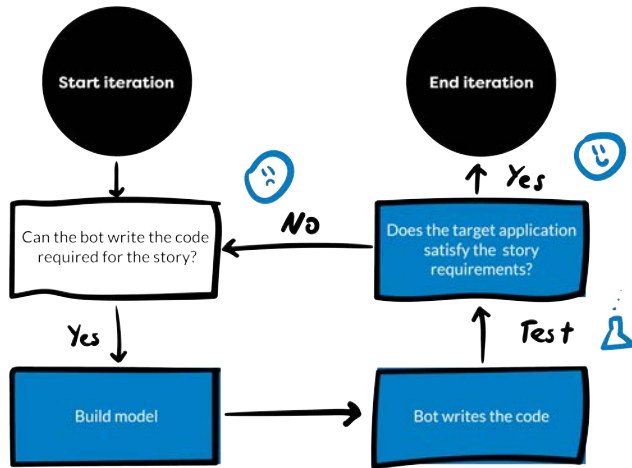 Start iteration
End iteration
Yes
Can the bot write the code
required for the story?
No
Does the target application
satisfy the story
requirements?
Yes
Test
Build model
Bot writes the code